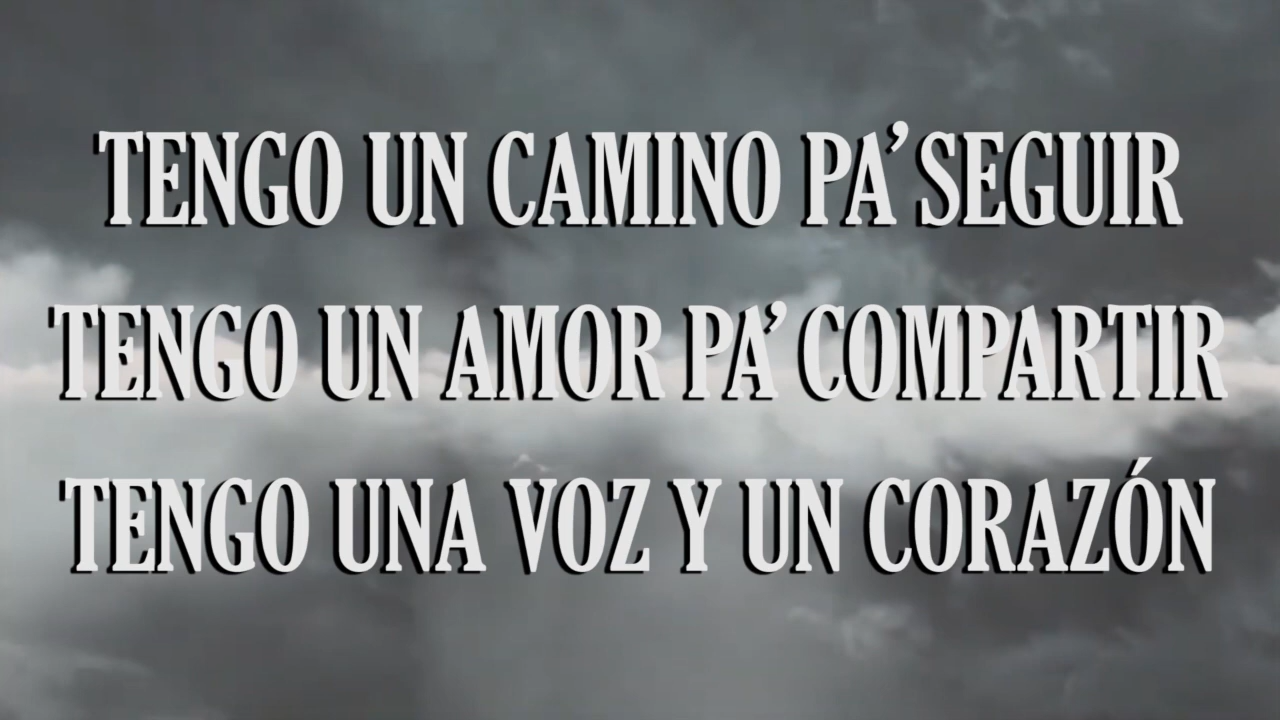 TENGO UN CAMINO PA' SEGUIR
TENGO UN AMOR PA' COMPARTIR
TENGO UNA VOZ Y UN CORAZÓN